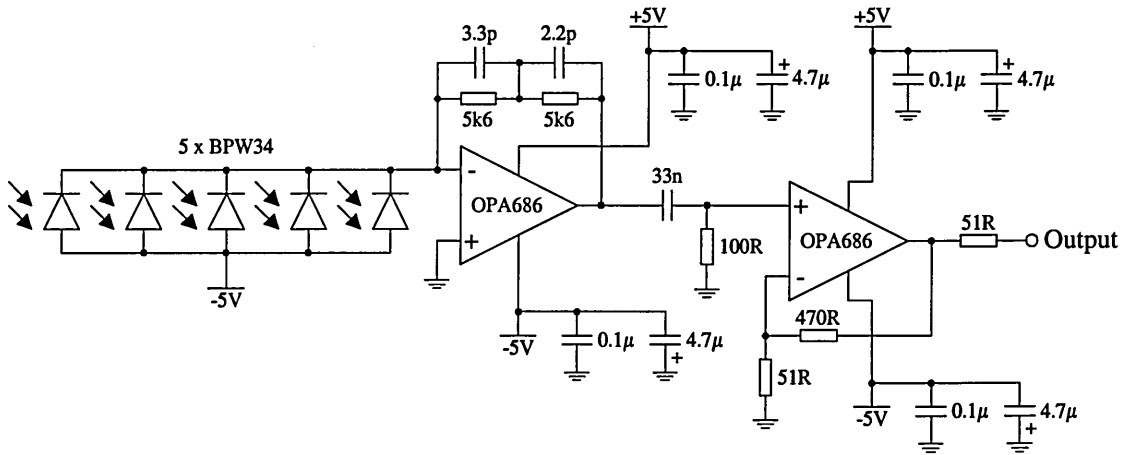 +5V
+5V
3.3p
2.2p
0.1μ
+
4.7μ
0.1μ
+
4.7μ
5k6
5k6
5 x BPW34
-
OPA686
+
33n
+
OPA686
-
100R
51R
Output
-5V
-5V
0.1μ
4.7μ
+
470R
51R
-5V
0.1μ
4.7μ
+